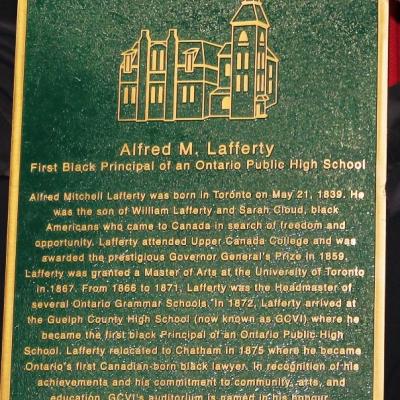 Alfred M. Lafferty
First Black Principal of an Ontario Public High School
Alfred Mitchell Lafferty was born in Toronto on May 21, 1839. He
was the son of William Lafferty and Sarah Cloud, black
Americans who came to Canada in search of freedom and
opportunity. Lafferty attended Upper Canada College and was
awarded the prestigious Governor General's Prize in 1859.
Lafferty was granted a Master of Arts at the University of Toronto
in 1867. From 1866 to 1871, Lafferty was the Headmaster of
several Ontario Grammar Schools. In 1872, Lafferty arrived at
the Guelph County High School (now known as GCVI) where he
became the first black Principal of an Ontario Public High
School. Lafferty relocated to Chatham in 1875 where he became
Ontario's first Canadian-born black lawyer. In recognition of his
achievements and his commitment to community, arts, and
education, GCVI's auditorium is named in his honour.